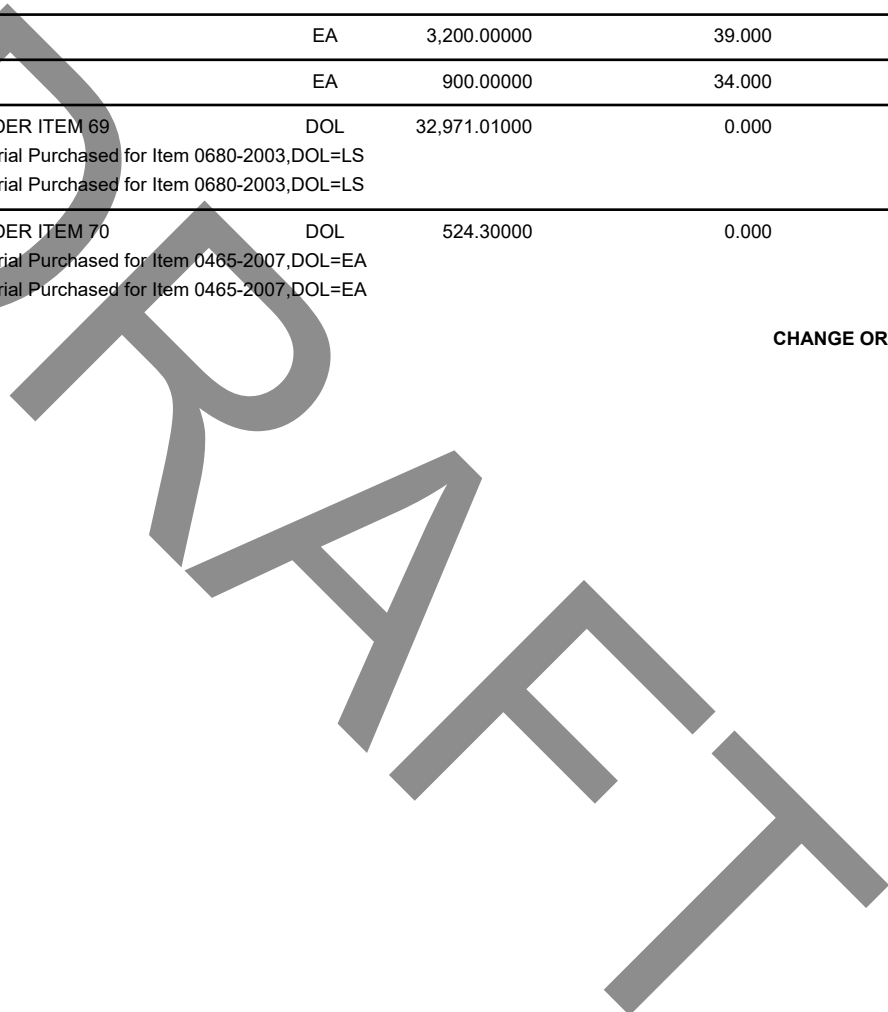 EA 3,200.00000 39.000
EA 900.00000 34.000
DER ITEM 69 DOL 32,971.01000 0.000
rial Purchased for Item 0680-2003,DOL=LS
rial Purchased for Item 0680-2003,DOL=LS
DER ITEM 70 DOL 524.30000 0.000
rial Purchased for Item 0465-2007,DOL=EA
rial Purchased for Item 0465-2007,DOL=EA
CHANGE OR
DRAFT